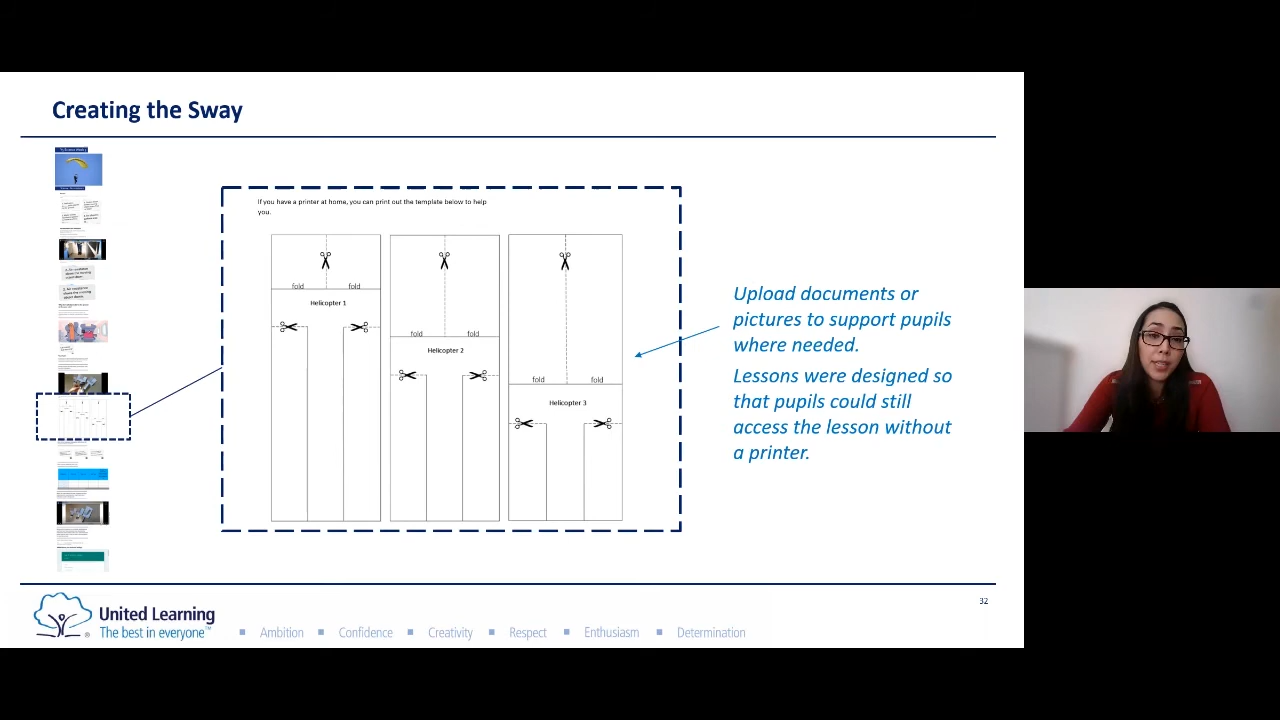 Creating the Sway
If you have a printer at home, you can print out the template below to help
you.
fold fold
Helicopter 1
fold fold
Helicopter 2
fold fold
Helicopter 3
Upload documents or
pictures to support pupils
where needed.
Lessons were designed so
that pupils could still
access the lesson without
a printer.
32
United Learning
The best in everyone™
Ambition Confidence Creativity Respect Enthusiasm Determination